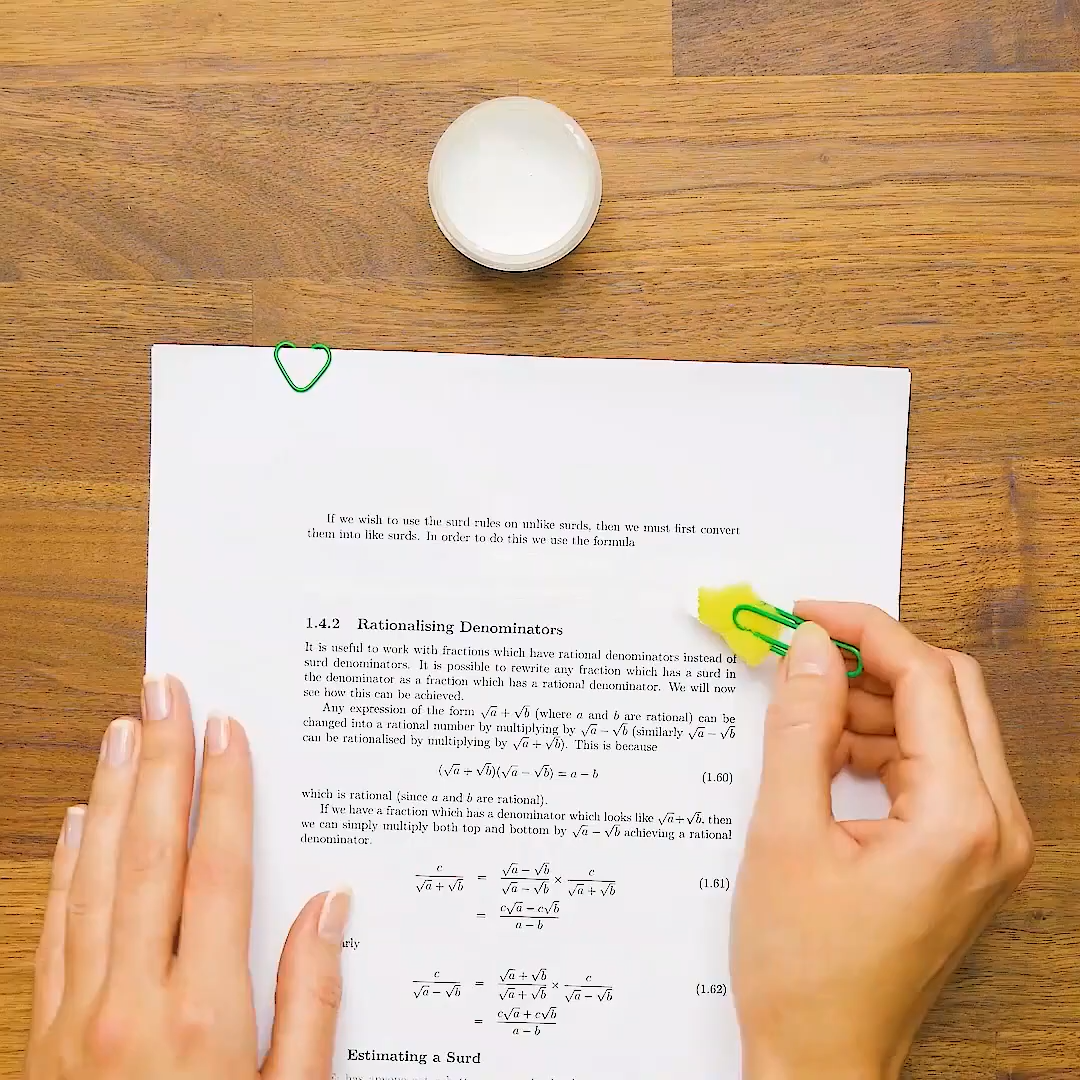 If we wish to use the surd rules on unlike surds, then we must first convert
them into like surds. In order to do this we use the formula
1.4.2 Rationalising Denominators
It is useful to work with fractions which have rational denominators instead of
surd denominators. It is possible to rewrite any fraction which has a surd in
the denominator as a fraction which has a rational denominator. We will now
see how this can be achieved.
Any expression of the form √a + √b (where a and b are rational) can be
changed into a rational number by multiplying by √a − √b (similarly √a − √b
can be rationalised by multiplying by √a + √b). This is because
(√a + √b)(√a − √b) = a − b (1.60)
which is rational (since a and b are rational).
If we have a fraction which has a denominator which looks like √a+√b, then
we can simply multiply both top and bottom by √a − √b achieving a rational
denominator.
c/(√a + √b) = (√a − √b)/(√a − √b) × c/(√a + √b) (1.61)
= (c√a − c√b)/(a − b)
arly
c/(√a − √b) = (√a + √b)/(√a + √b) × c/(√a − √b) (1.62)
= (c√a + c√b)/(a − b)
Estimating a Surd